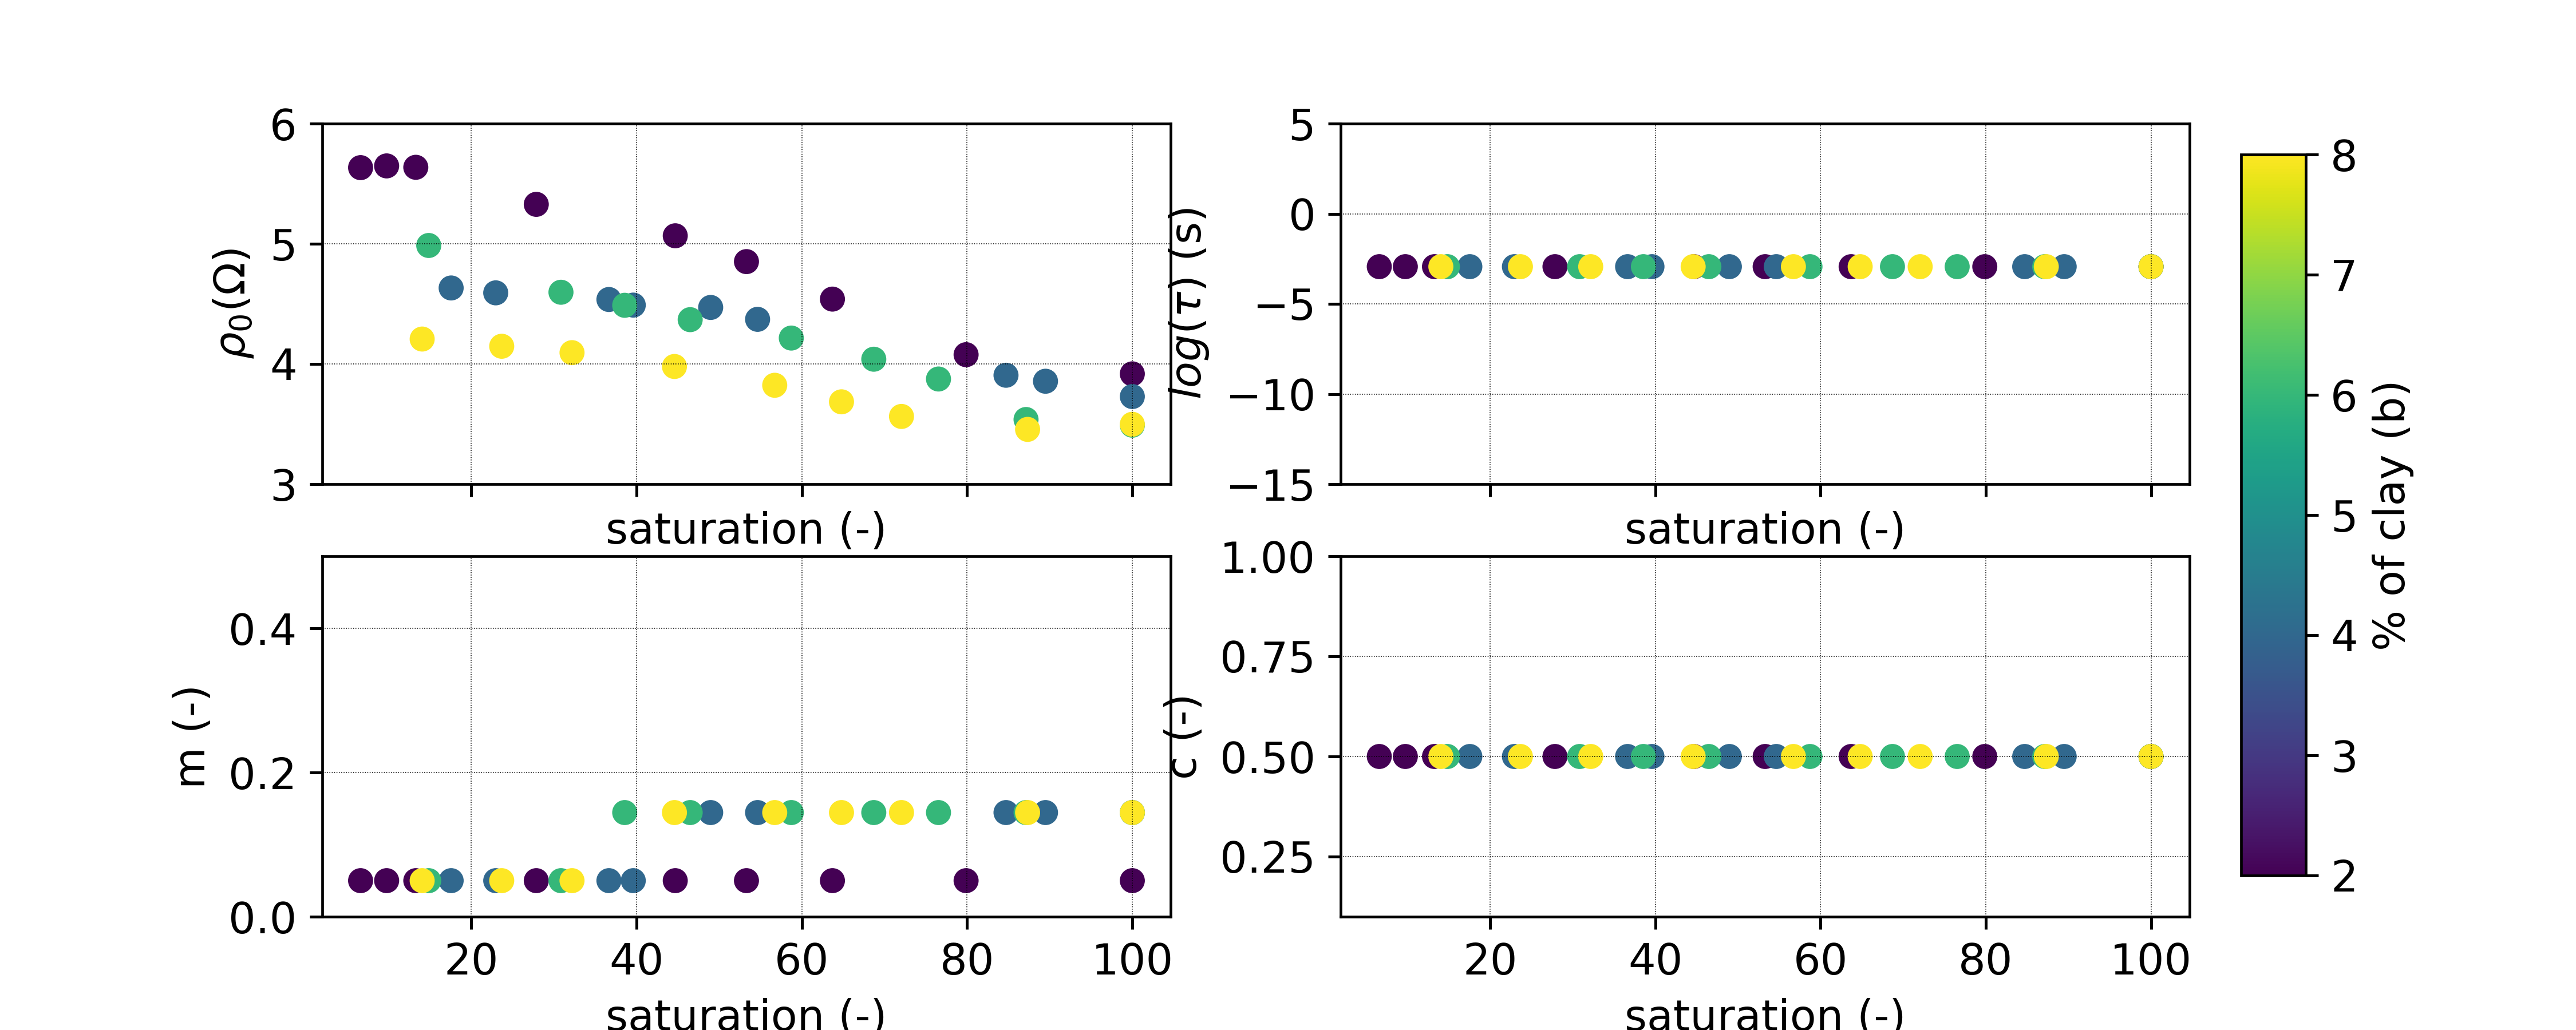 6
5
4
3
ρ₀(Ω)
saturation (-)
5
0
−5
−10
−15
log(τ) (s)
saturation (-)
0.4
0.2
0.0
m (-)
20 40 60 80 100
saturation (-)
1.00
0.75
0.50
0.25
c (-)
20 40 60 80 100
saturation (-)
8
7
6
5
4
3
2
% of clay (b)